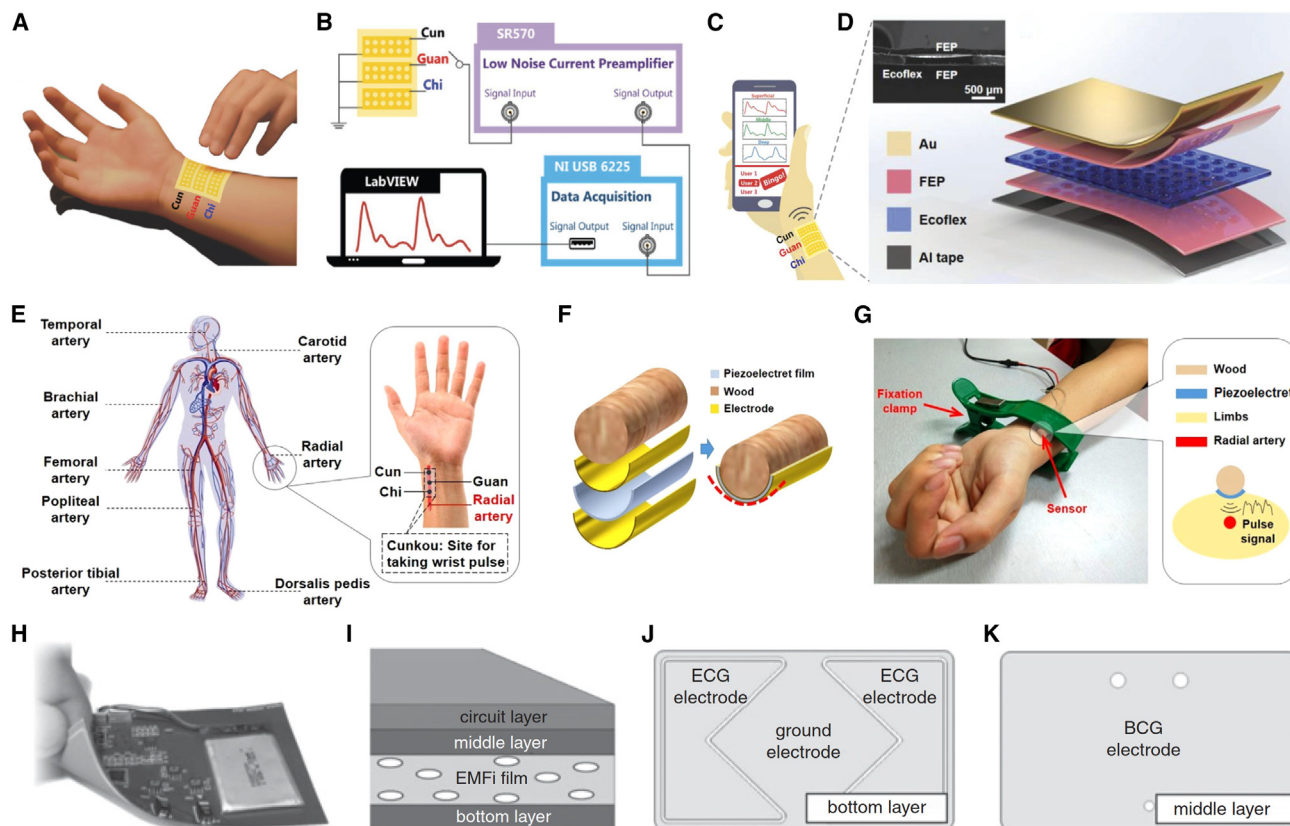 A
Cun
Guan
Chi
B
Cun
Guan
Chi
SR570
Low Noise Current Preamplifier
Signal Input
Signal Output
LabVIEW
NI USB 6225
Data Acquisition
Signal Output
Signal Input
C
Superficial
Middle
Deep
User 1
User 2
User 3
Bingo!
Cun
Guan
Chi
D
FEP
Ecoflex
FEP
500 μm
Au
FEP
Ecoflex
Al tape
E
Temporal
artery
Carotid
artery
Brachial
artery
Radial
artery
Femoral
artery
Popliteal
artery
Posterior tibial
artery
Dorsalis pedis
artery
Cun
Chi
Guan
Radial
artery
Cunkou: Site for
taking wrist pulse
F
Piezoelectret film
Wood
Electrode
G
Fixation
clamp
Sensor
Wood
Piezoelectret
Limbs
Radial artery
Pulse
signal
H
I
circuit layer
middle layer
EMFi film
bottom layer
J
ECG
electrode
ECG
electrode
ground
electrode
bottom layer
K
BCG
electrode
middle layer